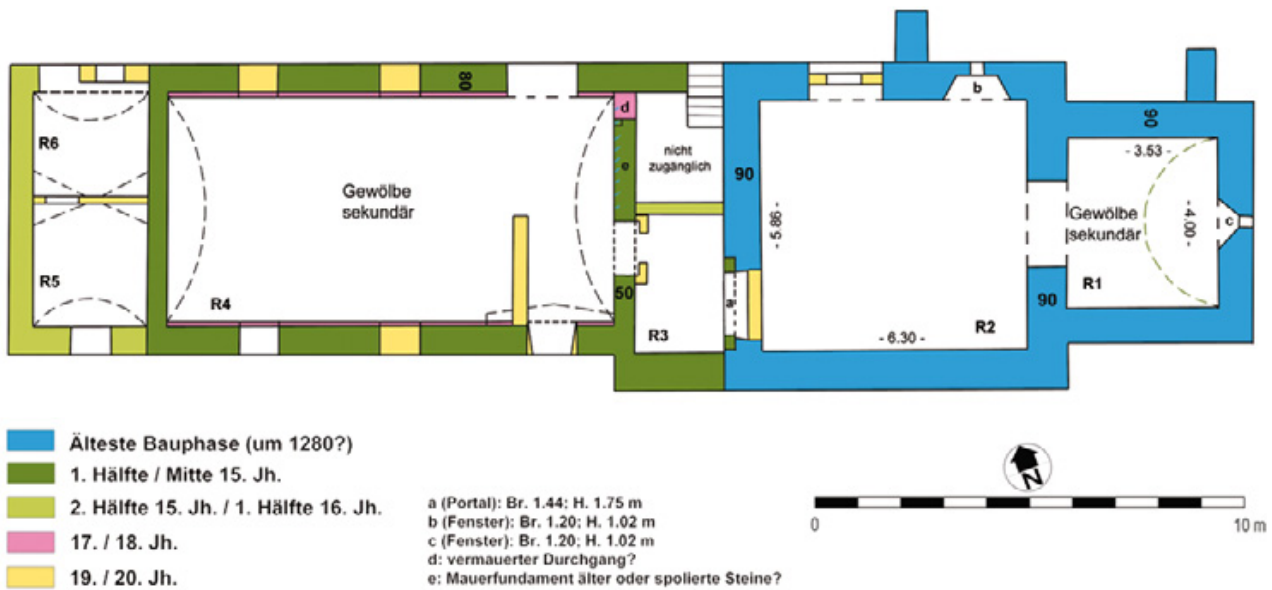 80
b
90
d
R6
nicht
zugänglich
e
- 3.53 -
Gewölbe
sekundär
90
- 5.86 -
Gewölbe
sekundär
- 4.00 -
c
R5
R4
50
R3
a
R2
90
R1
- 6.30 -
Älteste Bauphase (um 1280?)
1. Hälfte / Mitte 15. Jh.
2. Hälfte 15. Jh. / 1. Hälfte 16. Jh.
17. / 18. Jh.
19. / 20. Jh.
a (Portal): Br. 1.44; H. 1.75 m
b (Fenster): Br. 1.20; H. 1.02 m
c (Fenster): Br. 1.20; H. 1.02 m
d: vermauerter Durchgang?
e: Mauerfundament älter oder spolierte Steine?
N
0
10 m